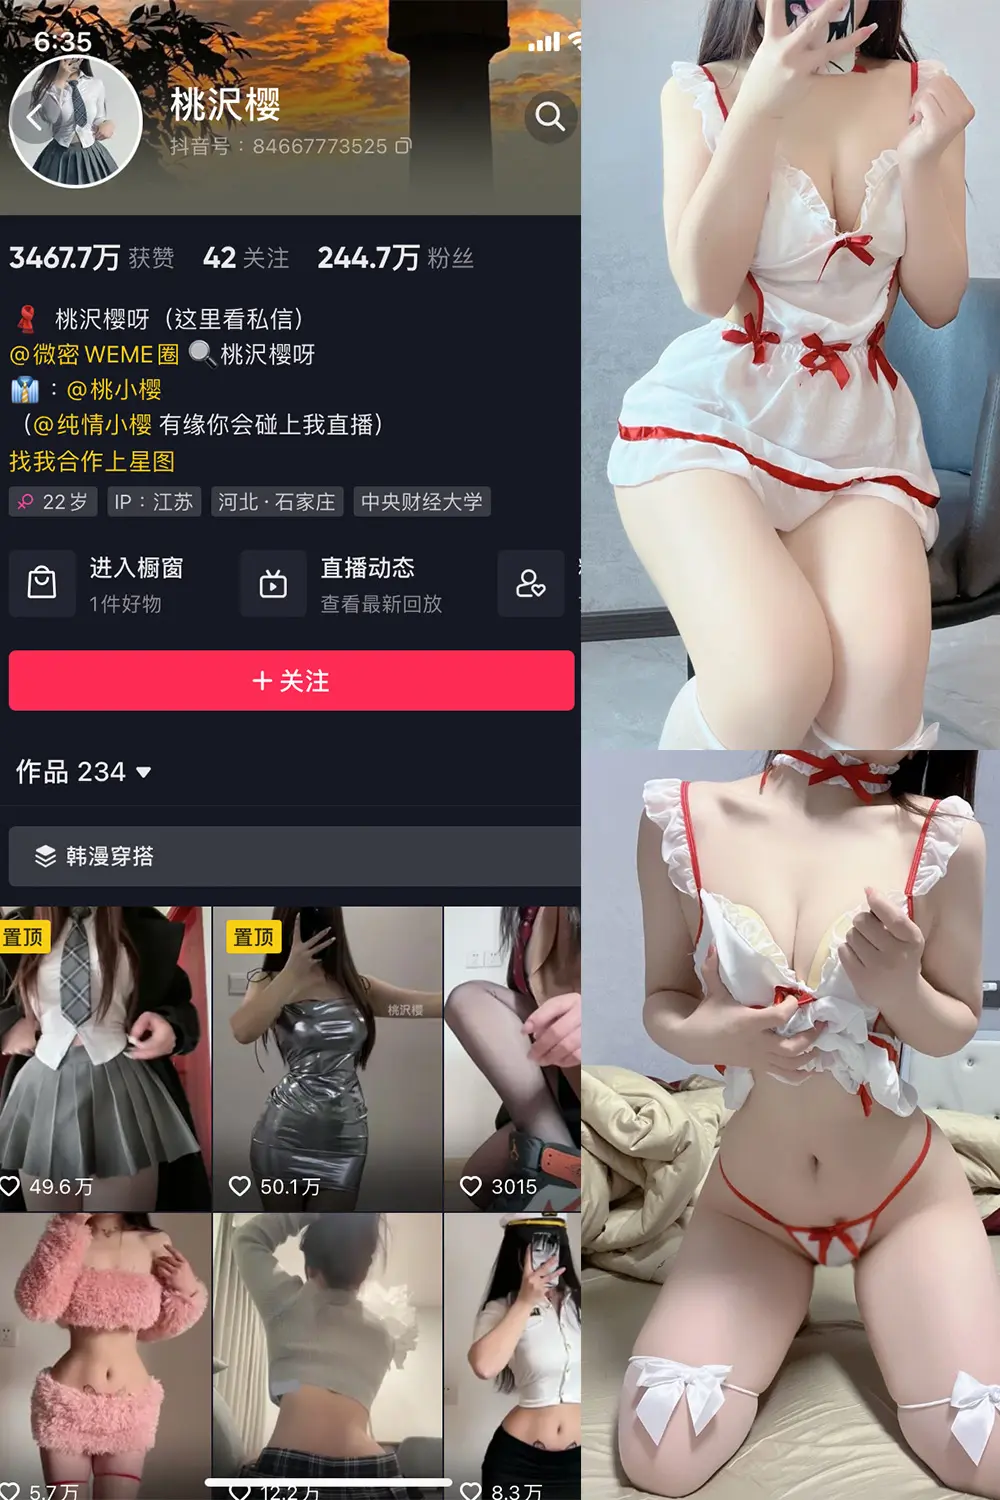 6:35
桃沢樱
抖音号：84667773525
3467.7万 获赞 42 关注 244.7万 粉丝
桃沢樱呀（这里看私信）
@微密 WEME圈 桃沢樱呀
：@桃小樱
（@纯情小樱 有缘你会碰上我直播）
找我合作上星图
22岁 IP：江苏 河北·石家庄 中央财经大学
进入橱窗 直播动态
1件好物 查看最新回放
+ 关注
作品 234
韩漫穿搭
置顶 置顶
桃沢樱
49.6万 50.1万 3015
5.7万 12.2万 8.3万